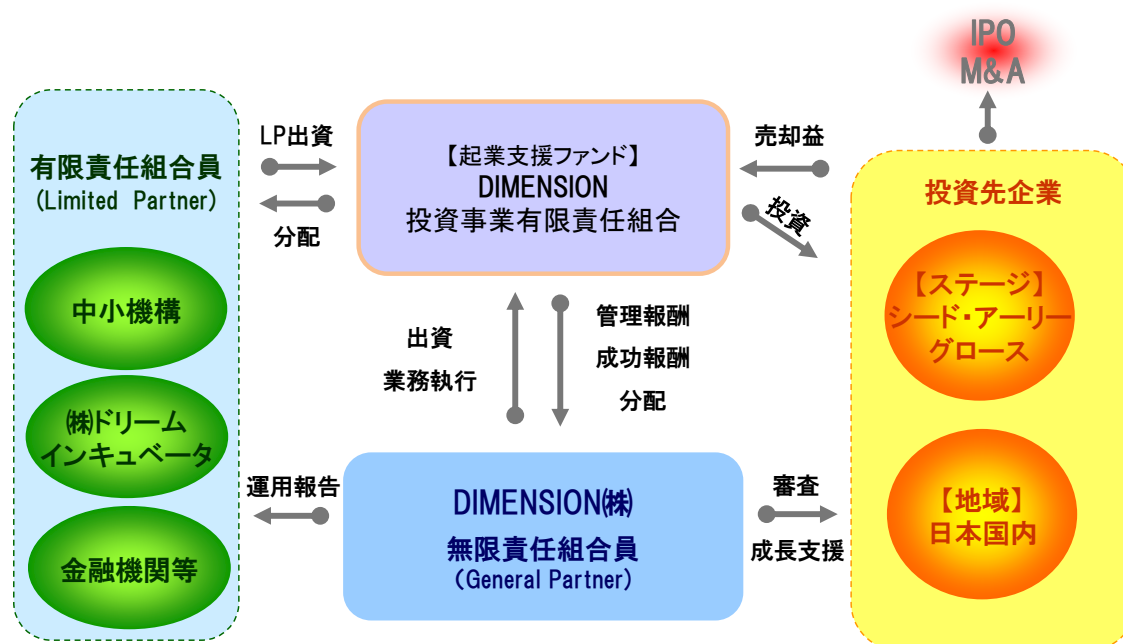 IPO
M&A
有限責任組合員
(Limited Partner)
中小機構
㈱ドリーム
インキュベータ
金融機関等
LP出資
分配
【起業支援ファンド】
DIMENSION
投資事業有限責任組合
売却益
投資
出資
業務執行
管理報酬
成功報酬
分配
運用報告
DIMENSION㈱
無限責任組合員
(General Partner)
審査
成長支援
投資先企業
【ステージ】
シード・アーリー
グロース
【地域】
日本国内